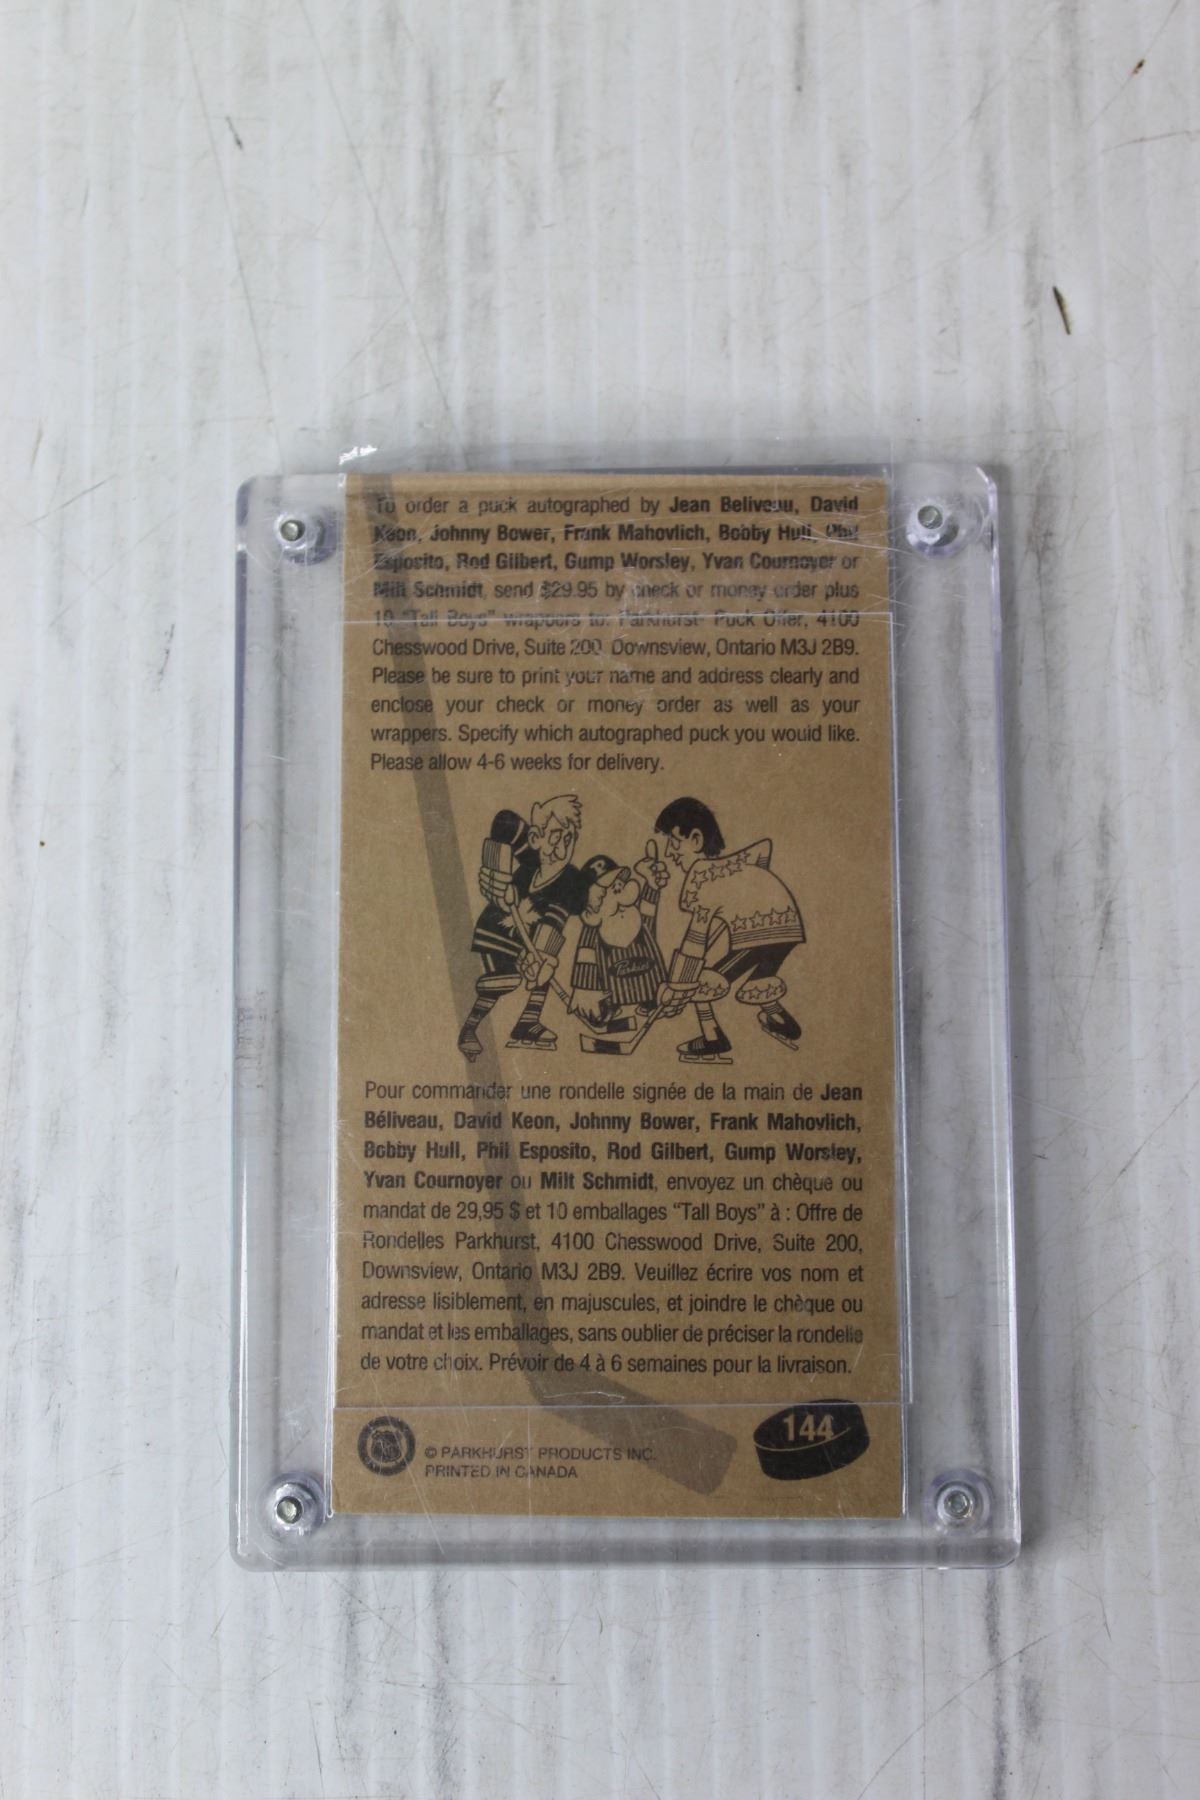 To order a puck autographed by Jean Beliveau, David
Keon, Johnny Bower, Frank Mahovlich, Bobby Hull, Phil
Esposito, Rod Gilbert, Gump Worsley, Yvan Cournoyer or
Milt Schmidt, send $29.95 by check or money order plus
10 "Tall Boys" wrappers to: Parkhurst Puck Offer, 4100
Chesswood Drive, Suite 200, Downsview, Ontario M3J 2B9.
Please be sure to print your name and address clearly and
enclose your check or money order as well as your
wrappers. Specify which autographed puck you would like.
Please allow 4-6 weeks for delivery.
P
Parkies
Pour commander une rondelle signée de la main de Jean
Béliveau, David Keon, Johnny Bower, Frank Mahovlich,
Bobby Hull, Phil Esposito, Rod Gilbert, Gump Worsley,
Yvan Cournoyer ou Milt Schmidt, envoyez un chèque ou
mandat de 29,95 $ et 10 emballages “Tall Boys” à : Offre de
Rondelles Parkhurst, 4100 Chesswood Drive, Suite 200,
Downsview, Ontario M3J 2B9. Veuillez écrire vos nom et
adresse lisiblement, en majuscules, et joindre le chèque ou
mandat et les emballages, sans oublier de préciser la rondelle
de votre choix. Prévoir de 4 à 6 semaines pour la livraison.
144
© PARKHURST PRODUCTS INC.
PRINTED IN CANADA